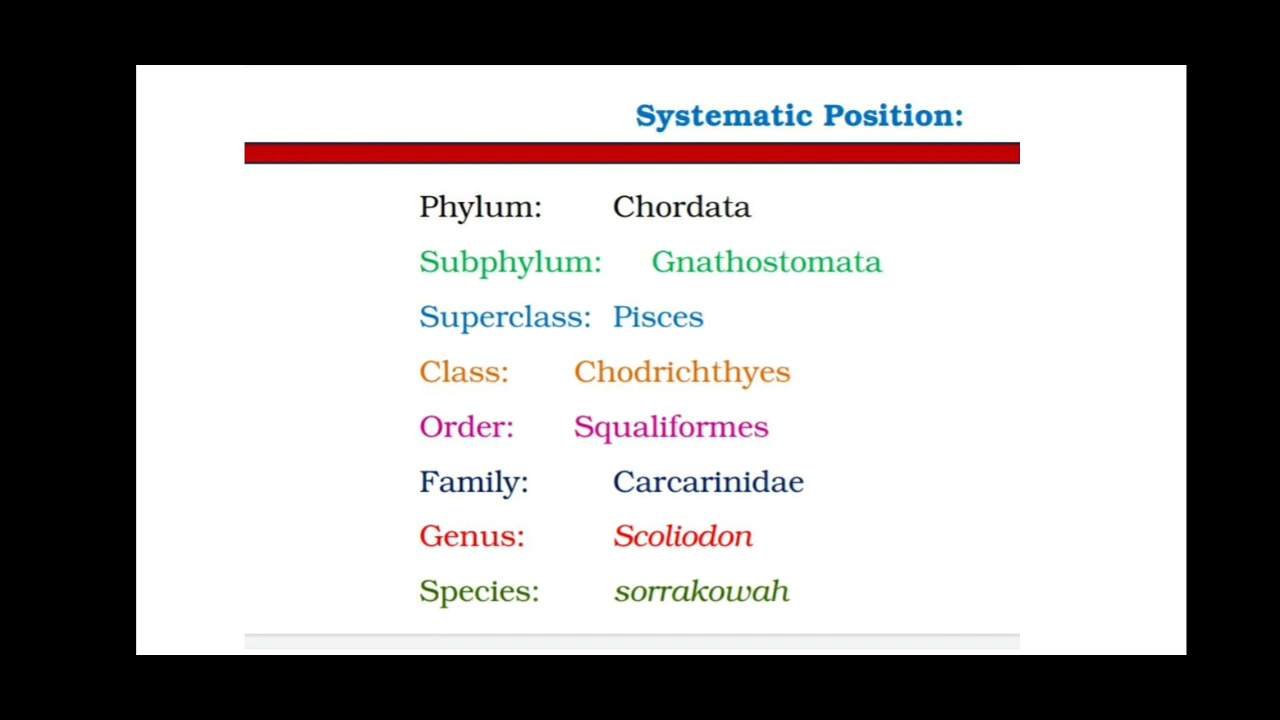 Systematic Position:
Phylum: Chordata
Subphylum: Gnathostomata
Superclass: Pisces
Class: Chodrichthyes
Order: Squaliformes
Family: Carcarinidae
Genus: Scoliodon
Species: sorrakowah